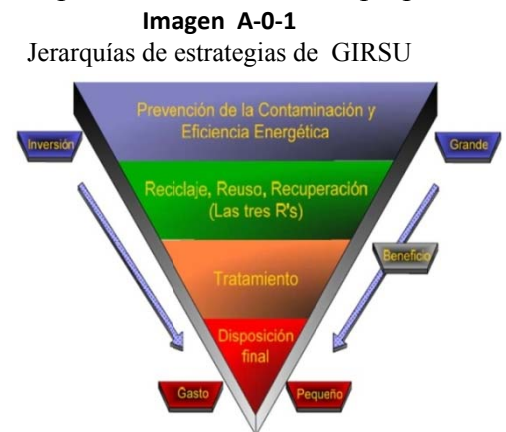 Imagen A-0-1
Jerarquías de estrategias de GIRSU
Prevención de la Contaminación y
Eficiencia Energética
Inversión
Grande
Reciclaje, Reuso, Recuperación
(Las tres R's)
Beneficio
Tratamiento
Disposición
final
Gasto
Pequeño